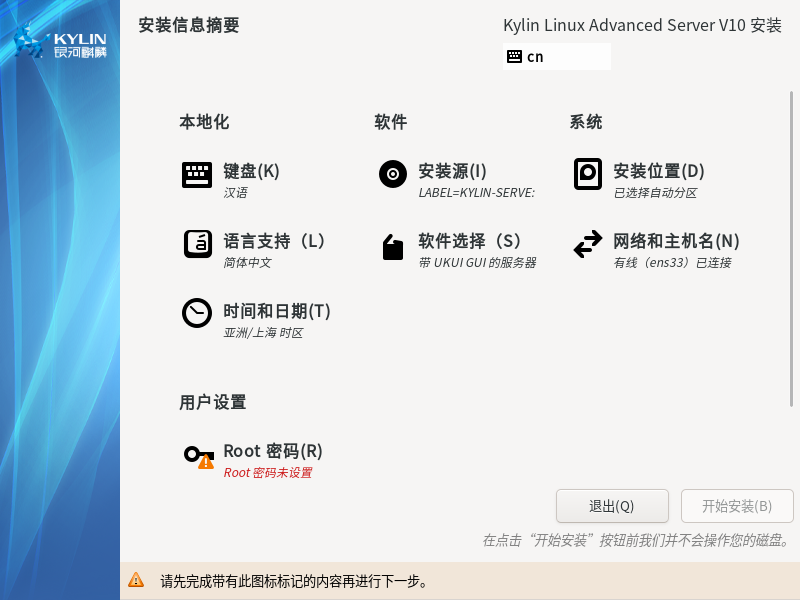 KYLIN
银河麒麟
安装信息摘要
Kylin Linux Advanced Server V10 安装
cn
本地化
软件
系统
键盘(K)
汉语
安装源(I)
LABEL=KYLIN-SERVE:
安装位置(D)
已选择自动分区
语言支持（L）
简体中文
软件选择（S）
带 UKUI GUI 的服务器
网络和主机名(N)
有线（ens33）已连接
时间和日期(T)
亚洲/上海 时区
用户设置
Root 密码(R)
Root 密码未设置
退出(Q)
开始安装(B)
在点击“开始安装”按钮前我们并不会操作您的磁盘。
请先完成带有此图标标记的内容再进行下一步。